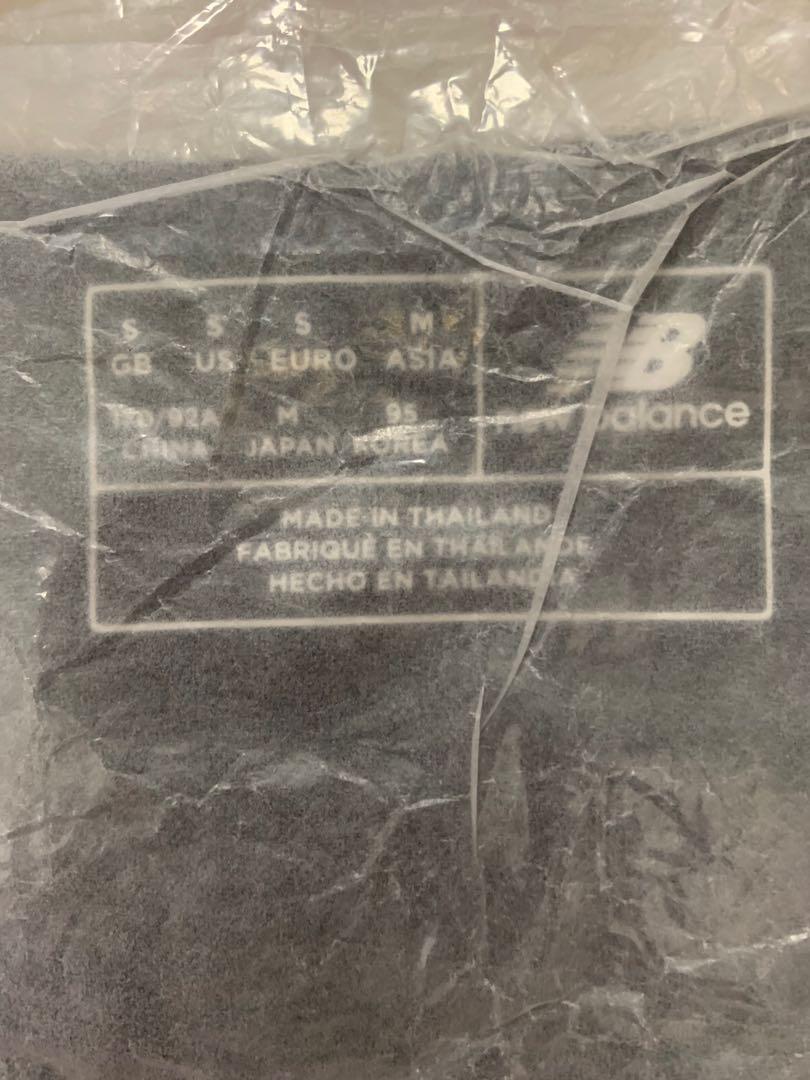 S S S M
GB US EURO ASIA
170/92A M 95
CHINA JAPAN KOREA
new balance
MADE IN THAILAND
FABRIQUÉ EN THAILANDE
HECHO EN TAILANDIA